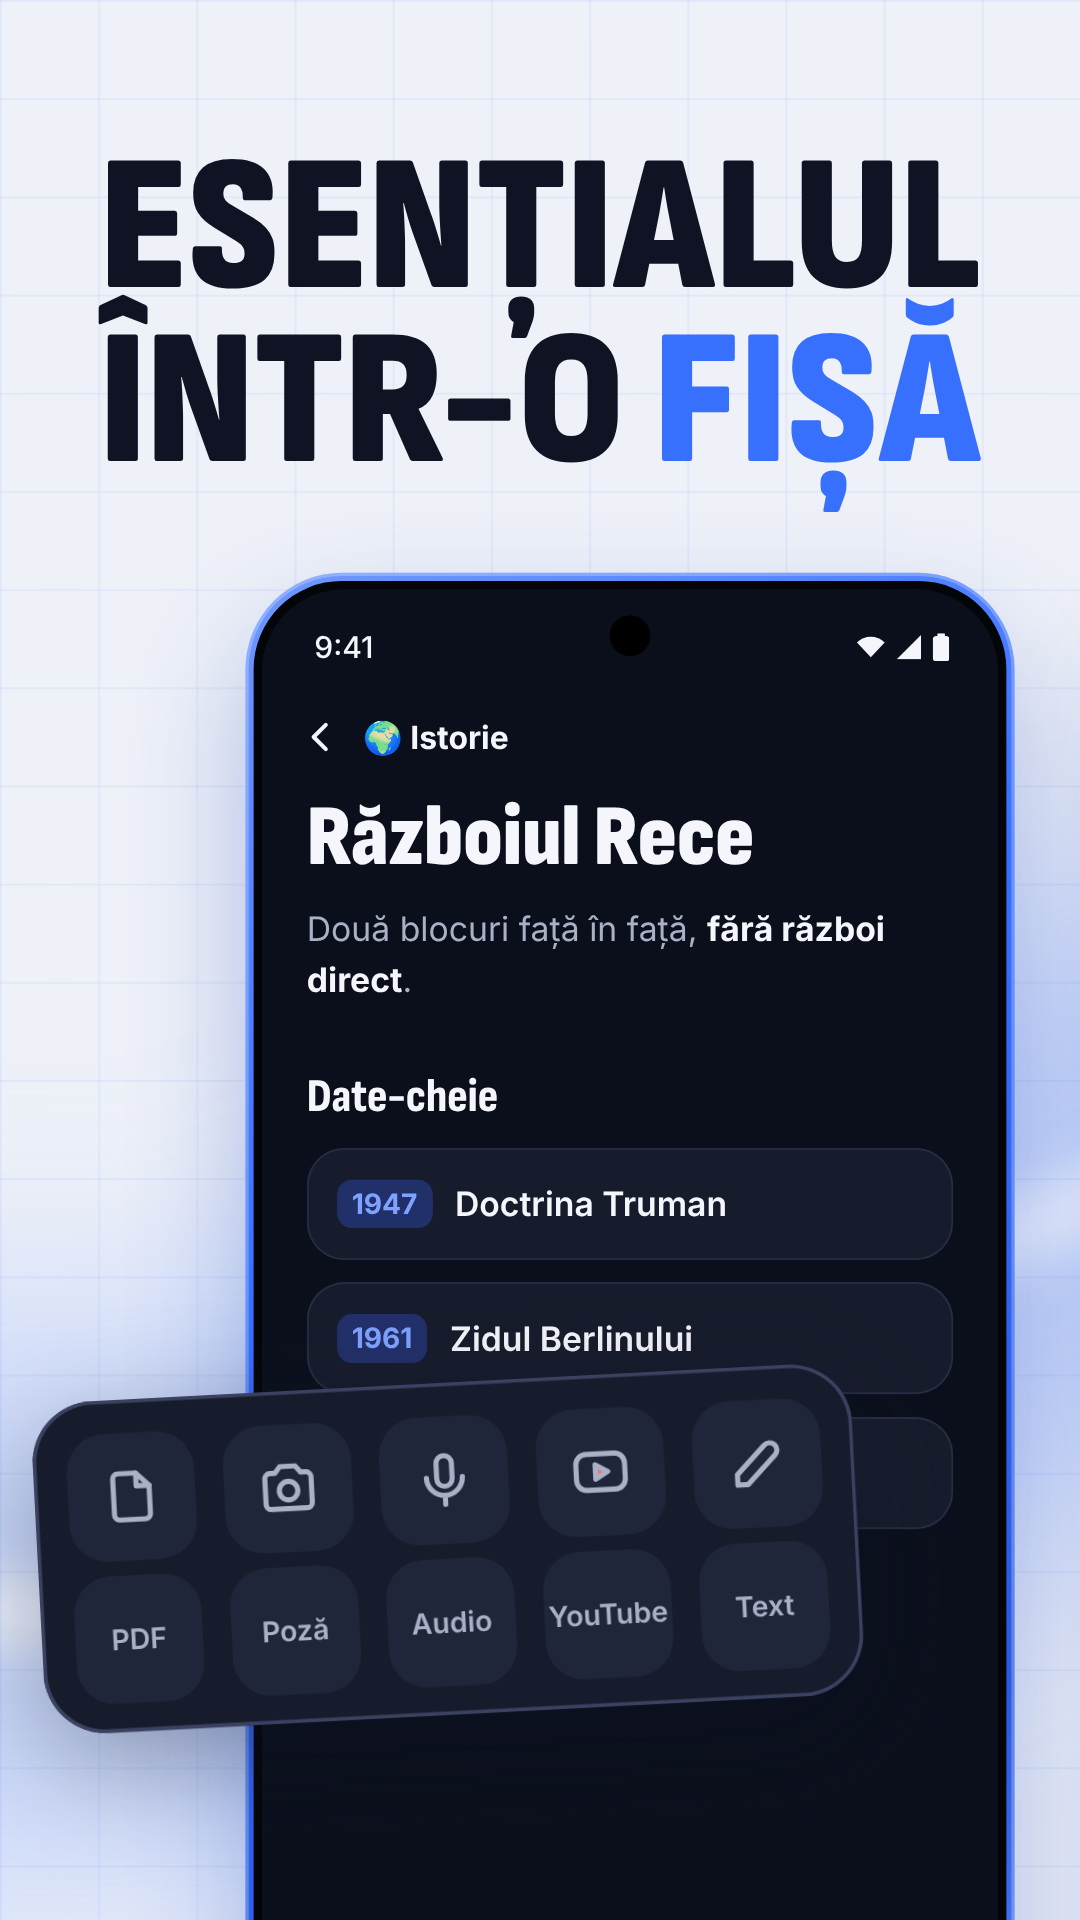 ESENȚIALUL
ÎNTR-O FIȘĂ
9:41
Istorie
Războiul Rece
Două blocuri față în față, fără război
direct.
Date-cheie
1947 Doctrina Truman
1961 Zidul Berlinului
PDF Poză Audio YouTube Text